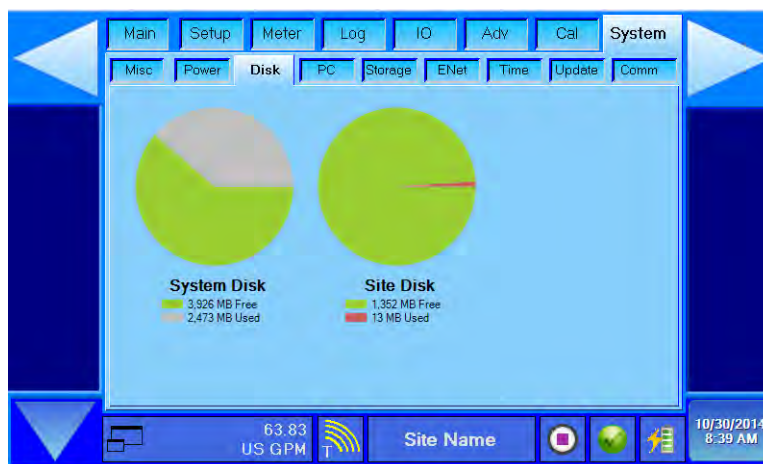 Main Setup Meter Log IO Adv Cal System
Misc Power Disk PC Storage ENet Time Update Comm
System Disk
3,926 MB Free
2,473 MB Used
Site Disk
1,352 MB Free
13 MB Used
63.83
US GPM
T
Site Name
10/30/2014
8:39 AM